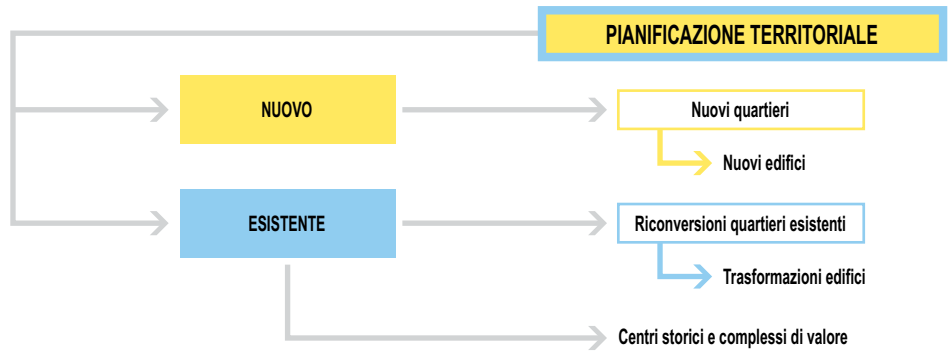 PIANIFICAZIONE TERRITORIALE
NUOVO
Nuovi quartieri
Nuovi edifici
ESISTENTE
Riconversioni quartieri esistenti
Trasformazioni edifici
Centri storici e complessi di valore